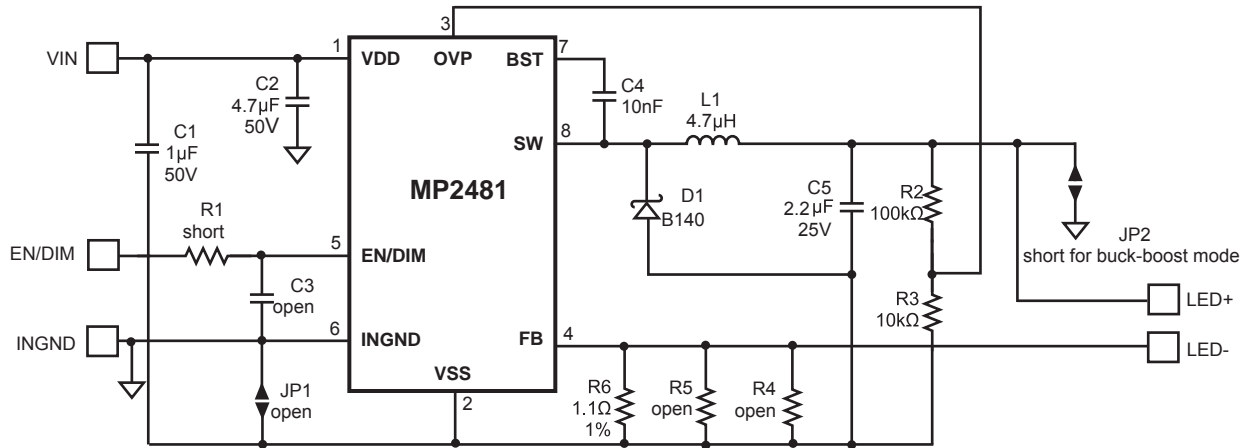 3
VIN
1
VDD
OVP
BST
7
C2
4.7µF
50V
C4
10nF
L1
4.7µH
C1
1µF
50V
SW
8
MP2481
R1
short
D1
B140
C5
2.2µF
25V
R2
100kΩ
JP2
short for buck-boost mode
EN/DIM
5
EN/DIM
C3
open
R3
10kΩ
LED+
INGND
6
INGND
FB
4
LED-
VSS
2
JP1
open
R6
1.1Ω
1%
R5
open
R4
open